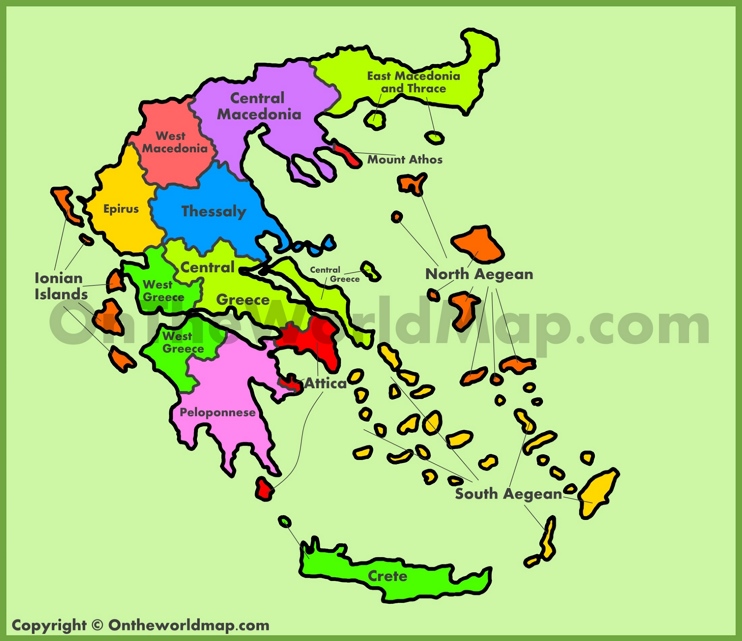 East Macedonia
and Thrace
Central
Macedonia
West
Macedonia
Mount Athos
Epirus
Thessaly
North Aegean
Central
Greece
Central
Greece
Ionian
Islands
West
Greece
OntheWorldMap.com
West
Greece
Attica
Peloponnese
South Aegean
Crete
Copyright © Ontheworldmap.com